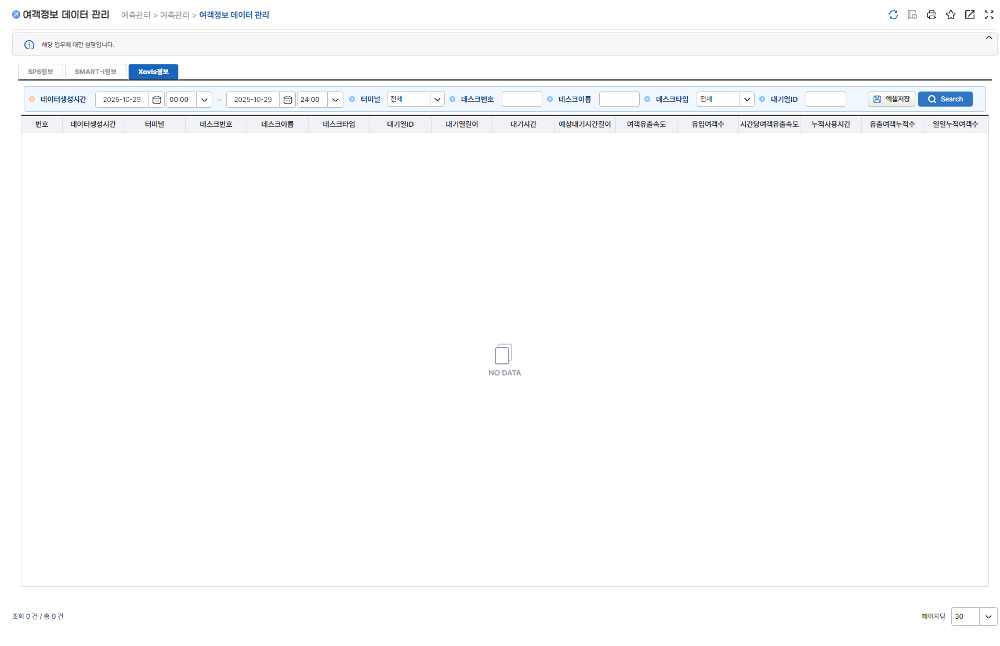 여객정보 데이터 관리 예측관리 > 예측관리 > 여객정보 데이터 관리
해당 업무에 대한 설명입니다.
SPS정보 SMART-I정보 Xovis정보
데이터생성시간 2025-10-29 00:00 ~ 2025-10-29 24:00 터미널 전체 데스크번호 데스크이름 데스크타입 전체 대기열ID 엑셀저장 Search
번호 데이터생성시간 터미널 데스크번호 데스크이름 데스크타입 대기열ID 대기열길이 대기시간 예상대기시간길이 여객유출속도 유입여객수 시간당여객유출속도 누적사용시간 유출여객누적수 일일누적여객수
NO DATA
조회 0 건 / 총 0 건 페이지당 30